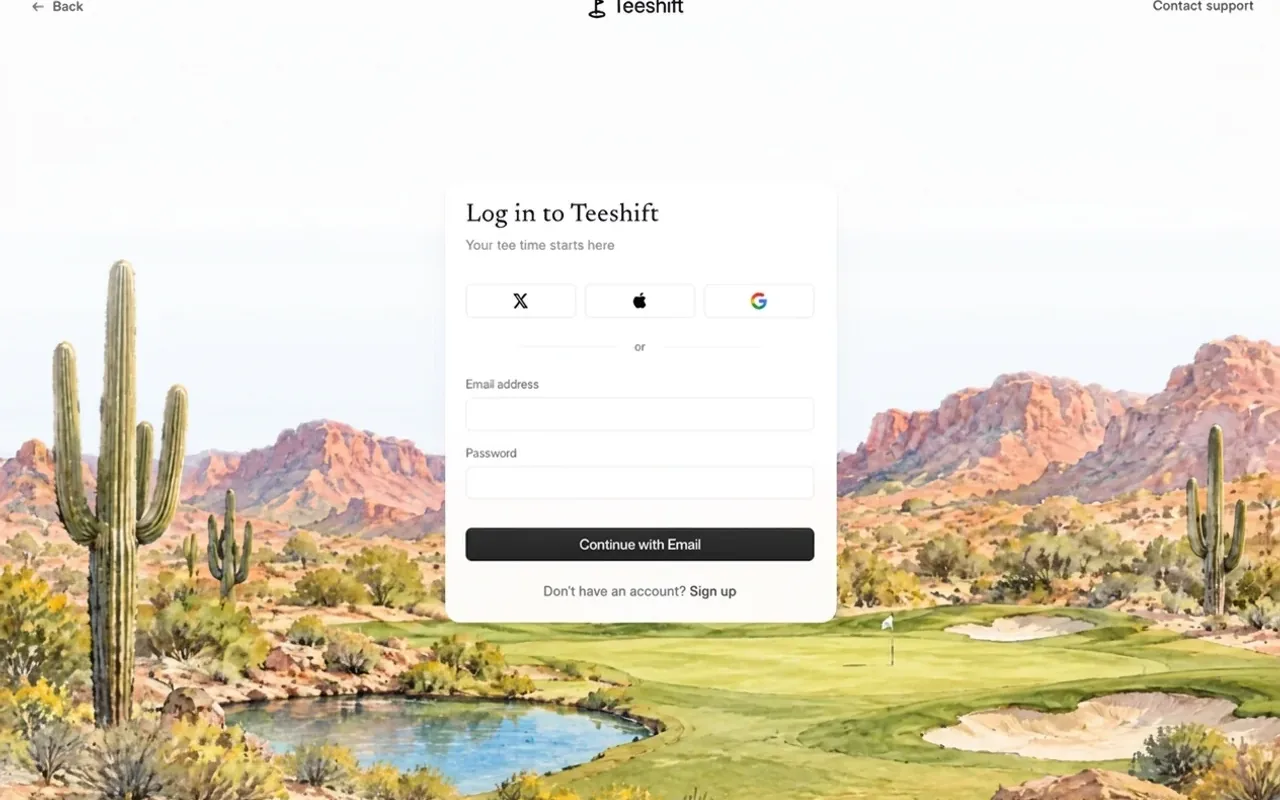 Back
Teeshift
Contact support
Log in to Teeshift
Your tee time starts here
or
Email address
Password
Continue with Email
Don't have an account? Sign up